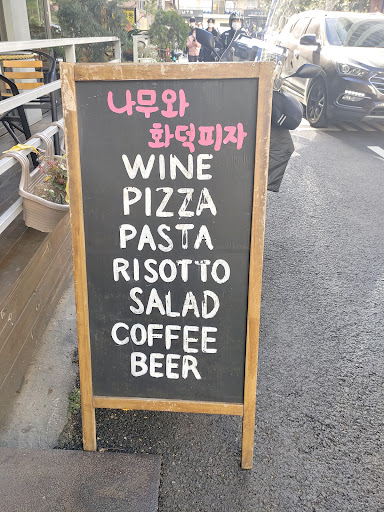 나무와
화덕피자
WINE
PIZZA
PASTA
RISOTTO
SALAD
COFFEE
BEER